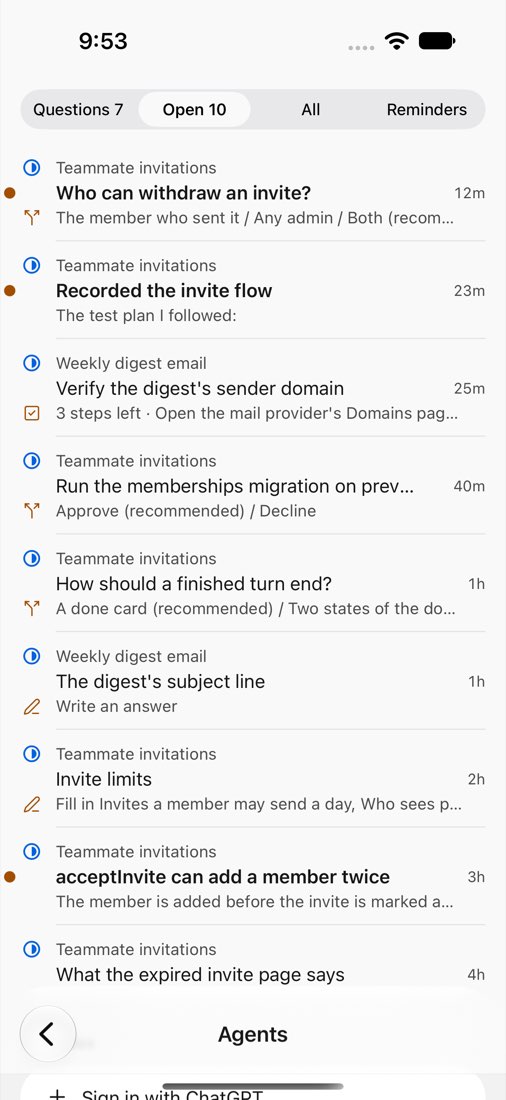 9:53
Questions 7
Open 10
All
Reminders
Teammate invitations
Who can withdraw an invite?
12m
The member who sent it / Any admin / Both (recom...
Teammate invitations
Recorded the invite flow
23m
The test plan I followed:
Weekly digest email
Verify the digest's sender domain
25m
3 steps left · Open the mail provider's Domains pag...
Teammate invitations
Run the memberships migration on prev...
40m
Approve (recommended) / Decline
Teammate invitations
How should a finished turn end?
1h
A done card (recommended) / Two states of the do...
Weekly digest email
The digest's subject line
1h
Write an answer
Teammate invitations
Invite limits
2h
Fill in Invites a member may send a day, Who sees p...
Teammate invitations
acceptInvite can add a member twice
3h
The member is added before the invite is marked a...
Teammate invitations
What the expired invite page says
4h
Agents
Sign in with ChatGPT